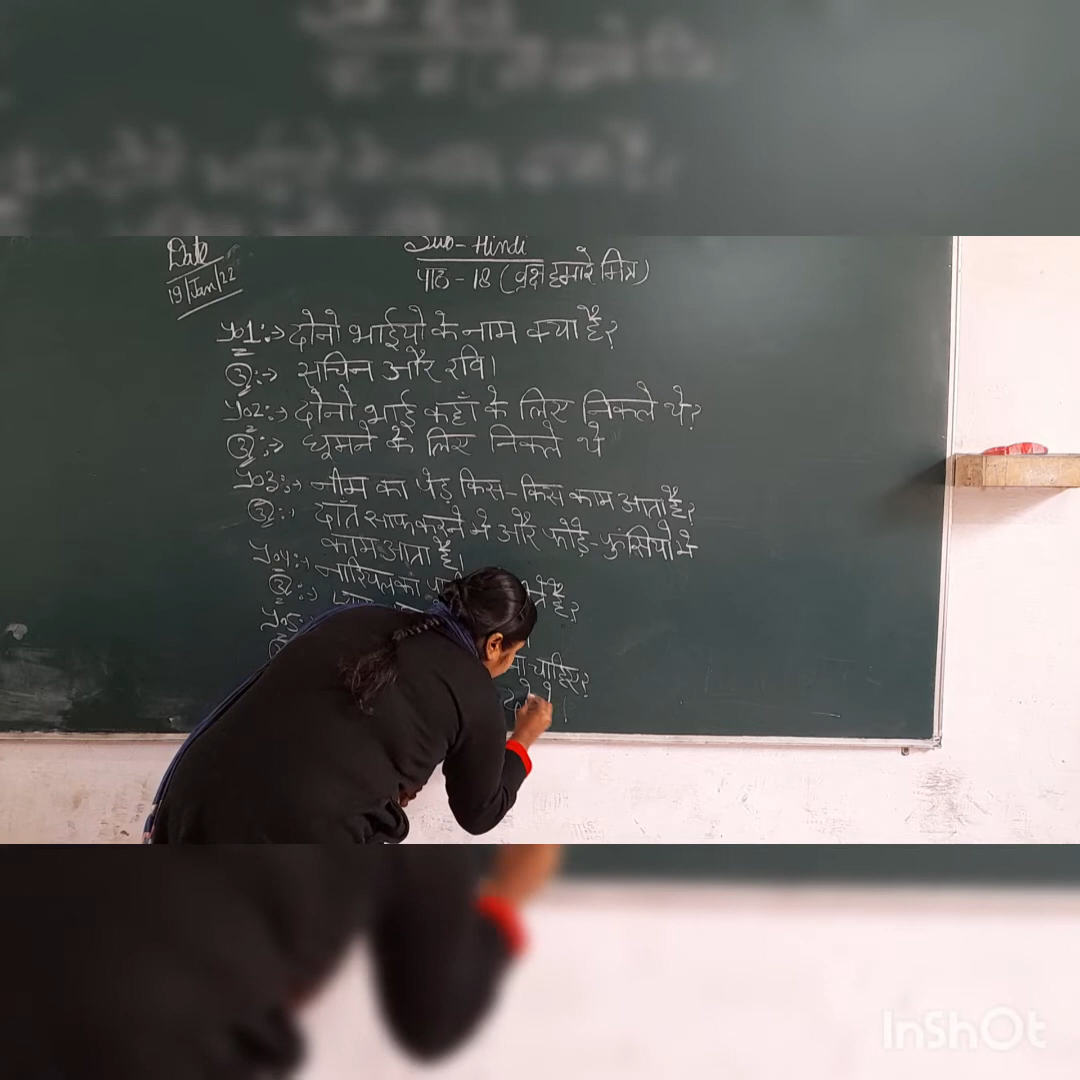 Date
19/Jan/22
Sub- Hindi
पाठ - 18 (वृक्ष हमारे मित्र)
प्र01:-> दोनो भाईयो के नाम क्या है?
उ:-> सचिन और रवि।
प्र02:-> दोनो भाई कहाँ के लिए निकले थे?
उ:-> घूमने के लिए निकले थे
प्र03:-> नीम का पेड़ किस-किस काम आता है?
उ:-> दाँत साफ करने मे और फोड़े-फुंसियो मे
काम आता है।
प्र04:-> नारियल का है?
उ:->
प्र05:
चाहिए?
InShOt